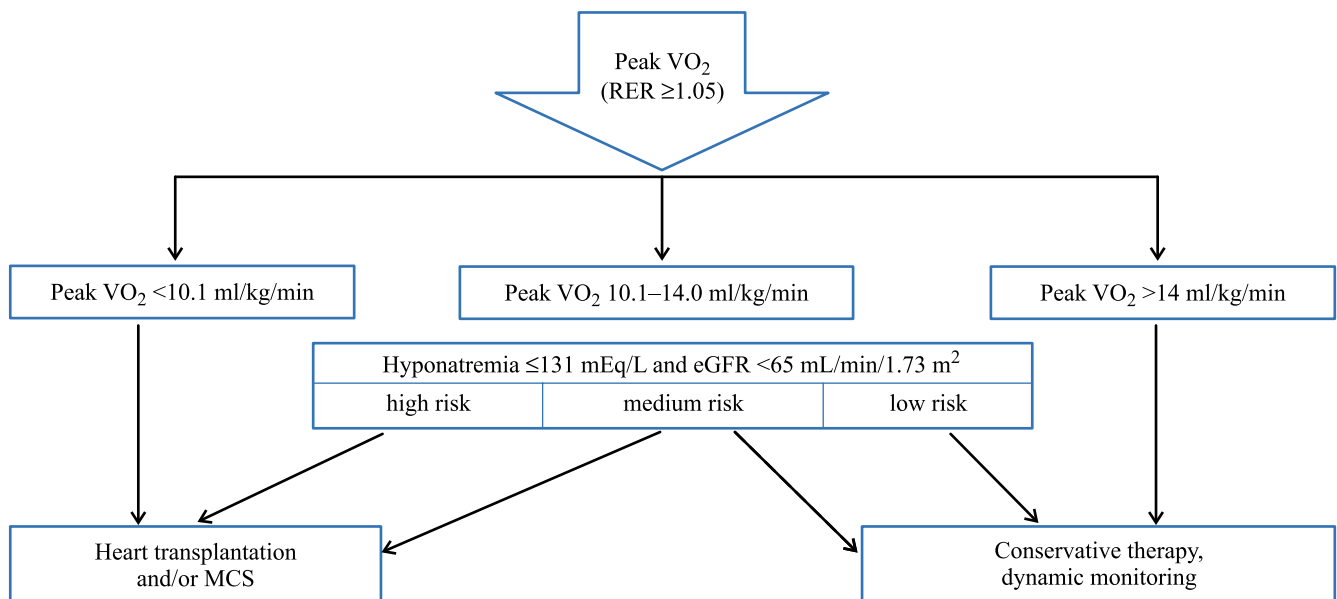 Peak VO₂
(RER ≥1.05)
Peak VO₂ <10.1 ml/kg/min
Peak VO₂ 10.1–14.0 ml/kg/min
Peak VO₂ >14 ml/kg/min
Hyponatremia ≤131 mEq/L and eGFR <65 mL/min/1.73 m²
high risk
medium risk
low risk
Heart transplantation
and/or MCS
Conservative therapy,
dynamic monitoring